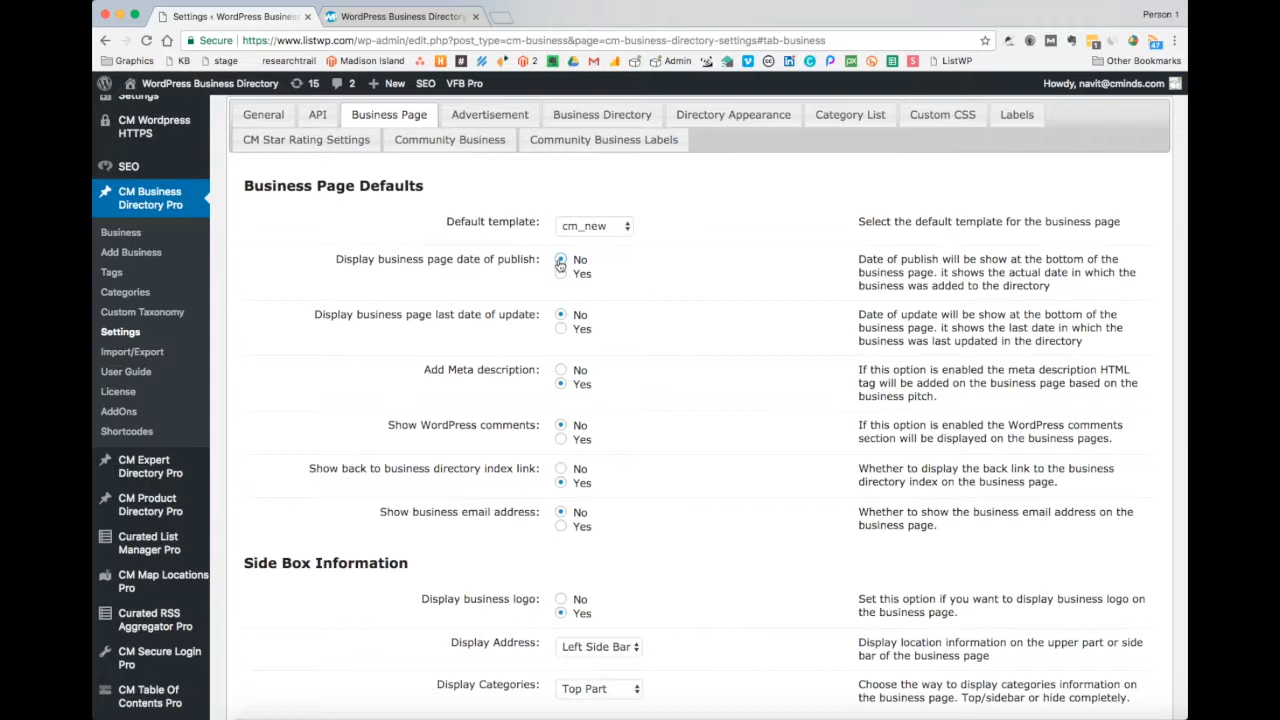 Settings ‹ WordPress Business
WordPress Business Directory
Person 1
Secure
https://www.listwp.com/wp-admin/edit.php?post_type=cm-business&page=cm-business-directory-settings#tab-business
47
Graphics
KB
stage
researchtrail
Madison Island
2
Admin
ListWP
Other Bookmarks
WordPress Business Directory
15
2
New
SEO
VFB Pro
Howdy, navit@cminds.com
Settings
CM Wordpress
HTTPS
SEO
CM Business
Directory Pro
Business
Add Business
Tags
Categories
Custom Taxonomy
Settings
Import/Export
User Guide
License
AddOns
Shortcodes
CM Expert
Directory Pro
CM Product
Directory Pro
Curated List
Manager Pro
CM Map Locations
Pro
Curated RSS
Aggregator Pro
CM Secure Login
Pro
CM Table Of
Contents Pro
General
API
Business Page
Advertisement
Business Directory
Directory Appearance
Category List
Custom CSS
Labels
CM Star Rating Settings
Community Business
Community Business Labels
Business Page Defaults
Default template:
cm_new
Select the default template for the business page
Display business page date of publish:
No
Yes
Date of publish will be show at the bottom of the
business page. it shows the actual date in which the
business was added to the directory
Display business page last date of update:
No
Yes
Date of update will be show at the bottom of the
business page. it shows the last date in which the
business was last updated in the directory
Add Meta description:
No
Yes
If this option is enabled the meta description HTML
tag will be added on the business page based on the
business pitch.
Show WordPress comments:
No
Yes
If this option is enabled the WordPress comments
section will be displayed on the business pages.
Show back to business directory index link:
No
Yes
Whether to display the back link to the business
directory index on the business page.
Show business email address:
No
Yes
Whether to show the business email address on the
business page.
Side Box Information
Display business logo:
No
Yes
Set this option if you want to display business logo on
the business page.
Display Address:
Left Side Bar
Display location information on the upper part or side
bar of the business page
Display Categories:
Top Part
Choose the way to display categories information on
the business page. Top/sidebar or hide completely.